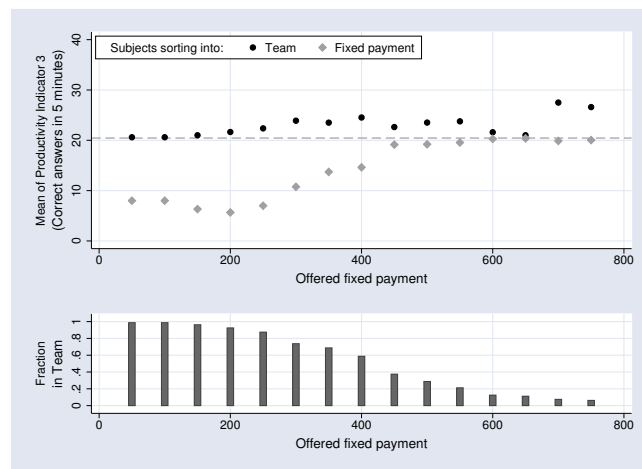 Mean of Productivity Indicator 3
(Correct answers in 5 minutes)
40
30
20
10
0
Subjects sorting into: Team Fixed payment
0 200 400 600 800
Offered fixed payment
Fraction
in Team
1
.8
.6
.4
.2
0
0 200 400 600 800
Offered fixed payment